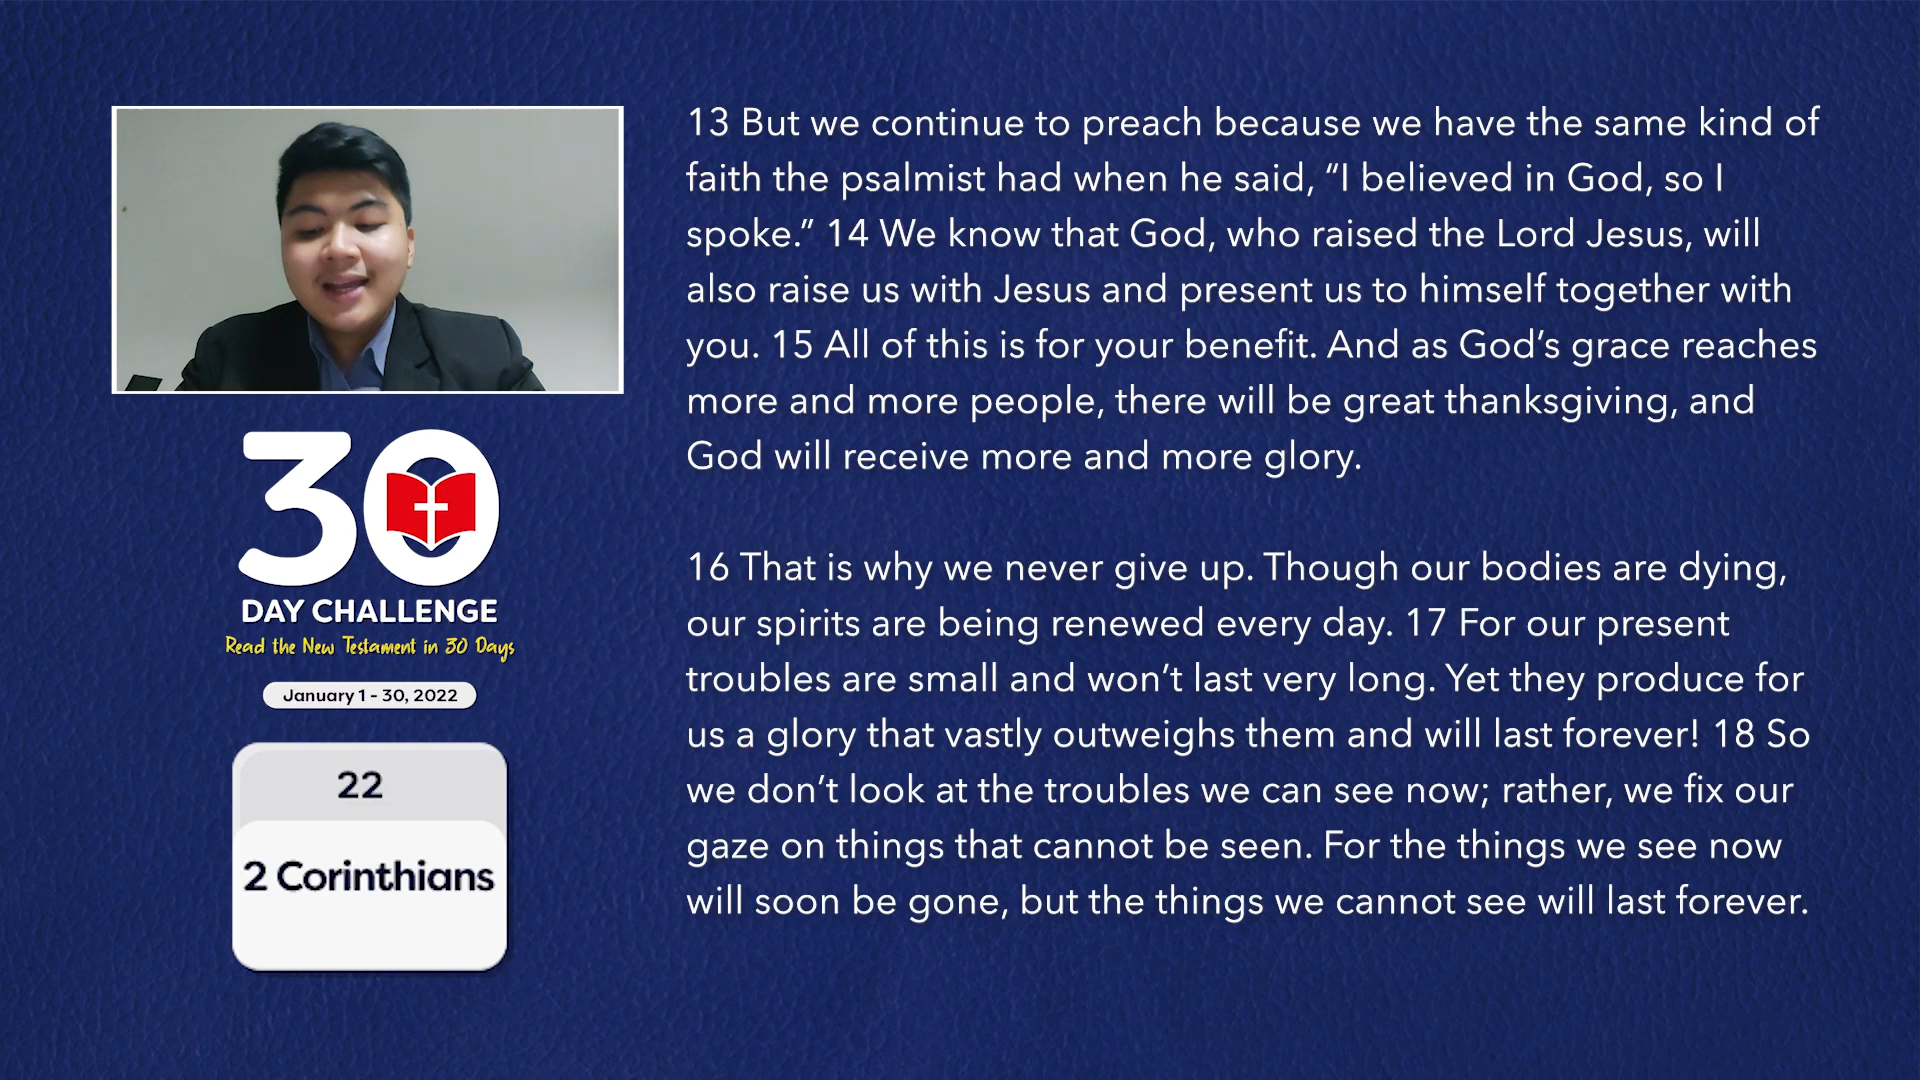 13 But we continue to preach because we have the same kind of
faith the psalmist had when he said, “I believed in God, so I
spoke.” 14 We know that God, who raised the Lord Jesus, will
also raise us with Jesus and present us to himself together with
you. 15 All of this is for your benefit. And as God’s grace reaches
more and more people, there will be great thanksgiving, and
God will receive more and more glory.
16 That is why we never give up. Though our bodies are dying,
our spirits are being renewed every day. 17 For our present
troubles are small and won’t last very long. Yet they produce for
us a glory that vastly outweighs them and will last forever! 18 So
we don’t look at the troubles we can see now; rather, we fix our
gaze on things that cannot be seen. For the things we see now
will soon be gone, but the things we cannot see will last forever.
30
DAY CHALLENGE
Read the New Testament in 30 Days
January 1 - 30, 2022
22
2 Corinthians